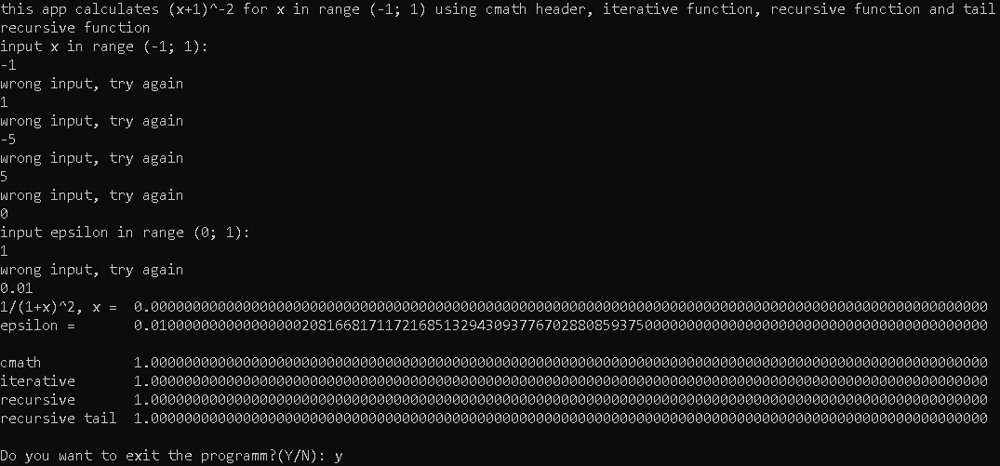 this app calculates (x+1)^-2 for x in range (-1; 1) using cmath header, iterative function, recursive function and tail
recursive function
input x in range (-1; 1):
-1
wrong input, try again
1
wrong input, try again
-5
wrong input, try again
5
wrong input, try again
0
input epsilon in range (0; 1):
1
wrong input, try again
0.01
1/(1+x)^2, x =  0.0000000000000000000000000000000000000000000000000000000000000000000000000000000000000000000000000000
epsilon =       0.0100000000000000002081668171172168513294309377670288085937500000000000000000000000000000000000000000
cmath           1.0000000000000000000000000000000000000000000000000000000000000000000000000000000000000000000000000000
iterative       1.0000000000000000000000000000000000000000000000000000000000000000000000000000000000000000000000000000
recursive       1.0000000000000000000000000000000000000000000000000000000000000000000000000000000000000000000000000000
recursive tail  1.0000000000000000000000000000000000000000000000000000000000000000000000000000000000000000000000000000
Do you want to exit the programm?(Y/N): y